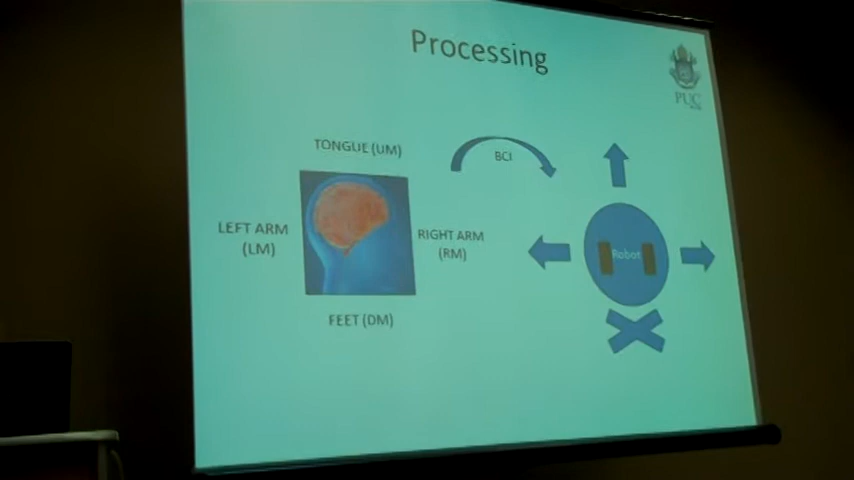 Processing
PUC
TONGUE (UM)
BCI
LEFT ARM
(LM)
RIGHT ARM
(RM)
Robot
FEET (DM)